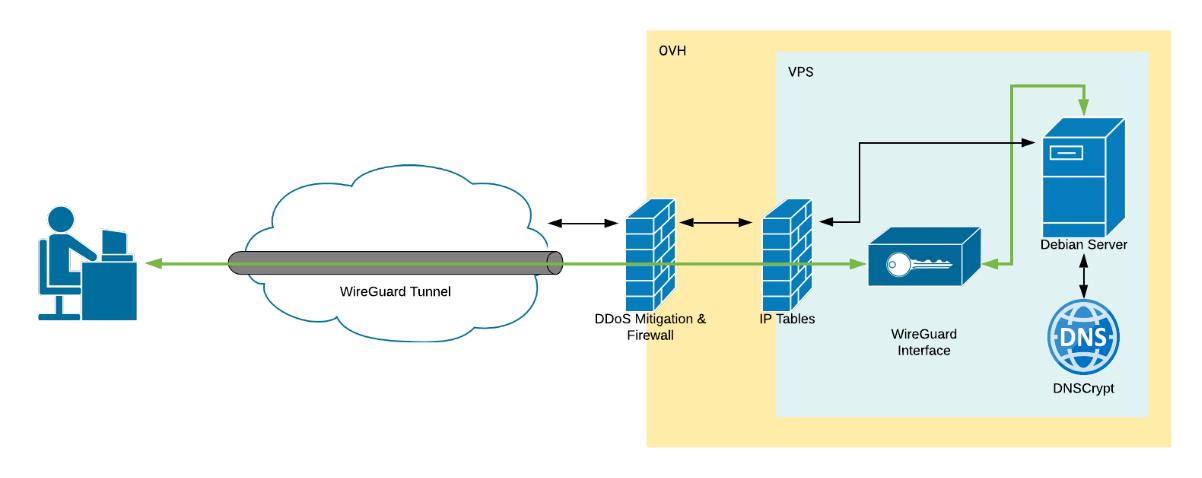 OVH
VPS
WireGuard Tunnel
DDoS Mitigation &
Firewall
IP Tables
WireGuard
Interface
Debian Server
DNS
DNSCrypt